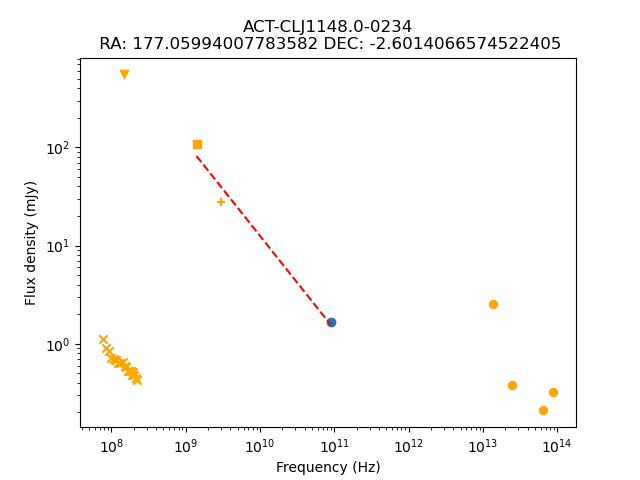 ACT-CLJ1148.0-0234
RA: 177.05994007783582 DEC: -2.6014066574522405
Flux density (mJy)
10²
10¹
10⁰
10⁸ 10⁹ 10¹⁰ 10¹¹ 10¹² 10¹³ 10¹⁴
Frequency (Hz)